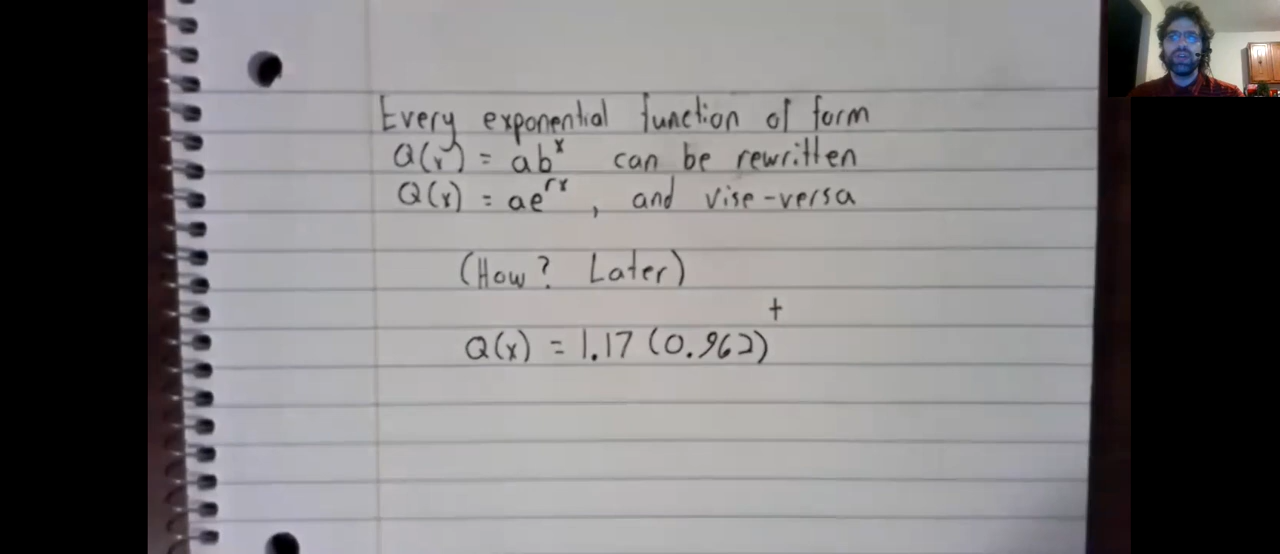 Every exponential function of form
Q(x) = ab^x can be rewritten
Q(x) = ae^rx , and vise-versa
(How? Later)
Q(x) = 1.17 (0.962)^t